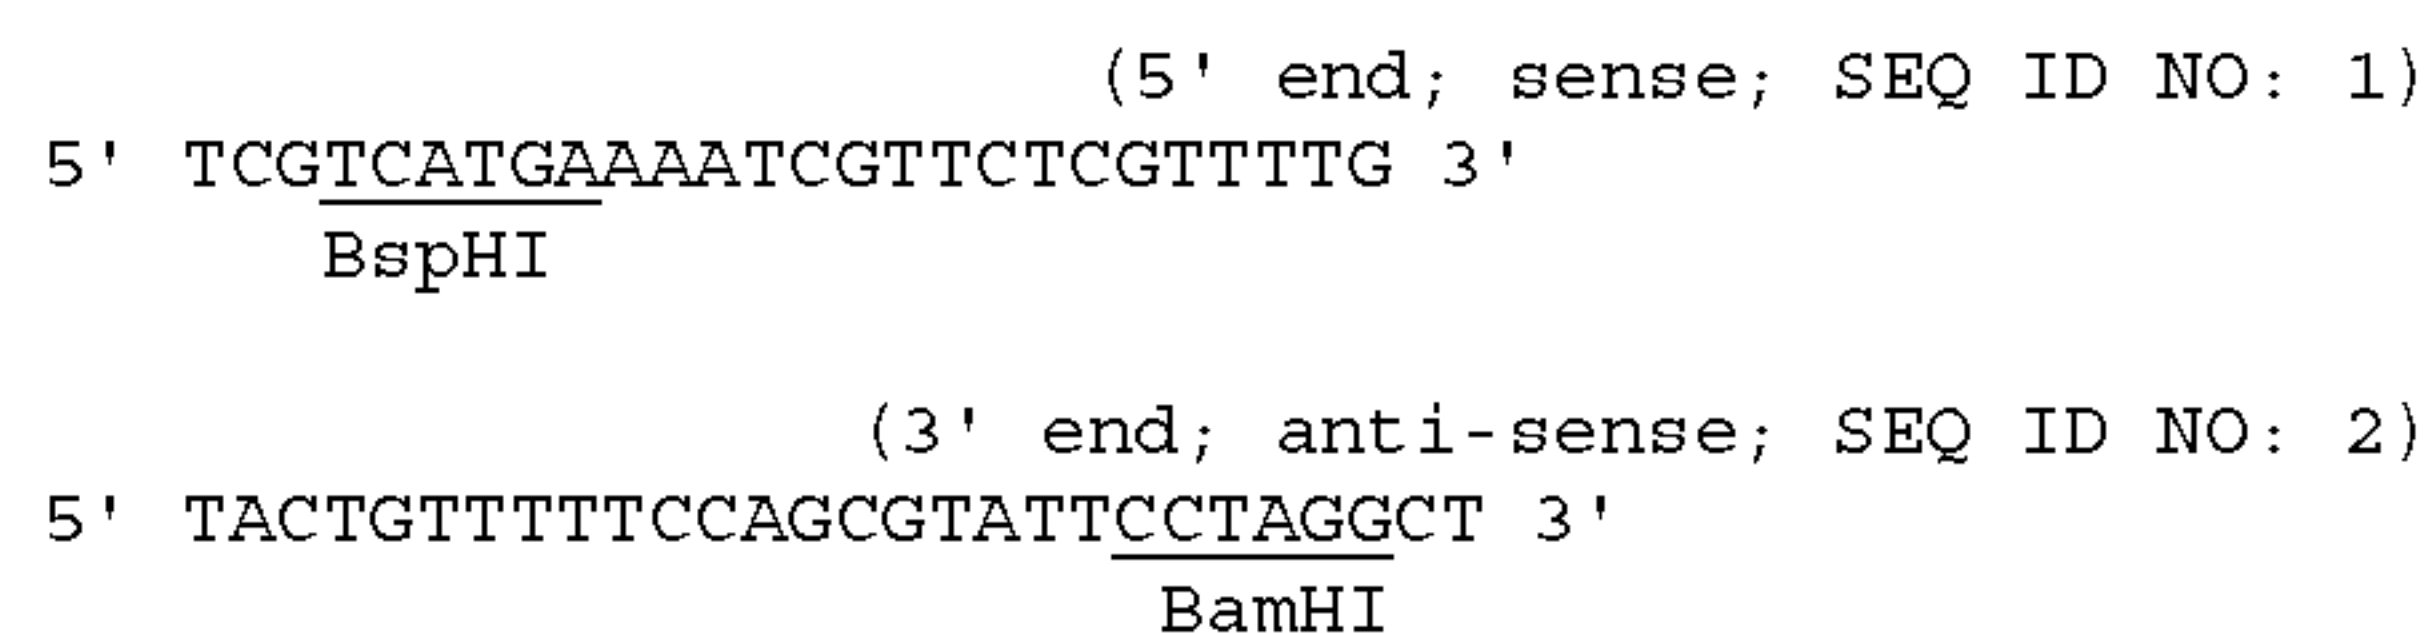 (5' end; sense; SEQ ID NO: 1)
5' TCGTCATGAAAATCGTTCTCGTTTTG 3'
BspHI
(3' end; anti-sense; SEQ ID NO: 2)
5' TACTGTTTTTCCAGCGTATTCCTAGGCT 3'
BamHI